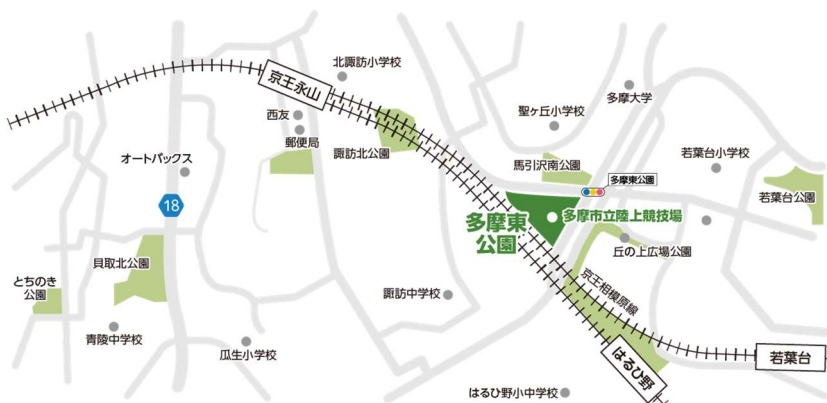 北諏訪小学校
京王永山
多摩大学
西友
聖ヶ丘小学校
郵便局
オートバックス
諏訪北公園
馬引沢南公園
若葉台小学校
多摩東公園
若葉台公園
18
多摩東
公園
多摩市立陸上競技場
丘の上広場公園
貝取北公園
とちのき
公園
諏訪中学校
京王相模原線
青陵中学校
瓜生小学校
はるひ野
若葉台
はるひ野小中学校